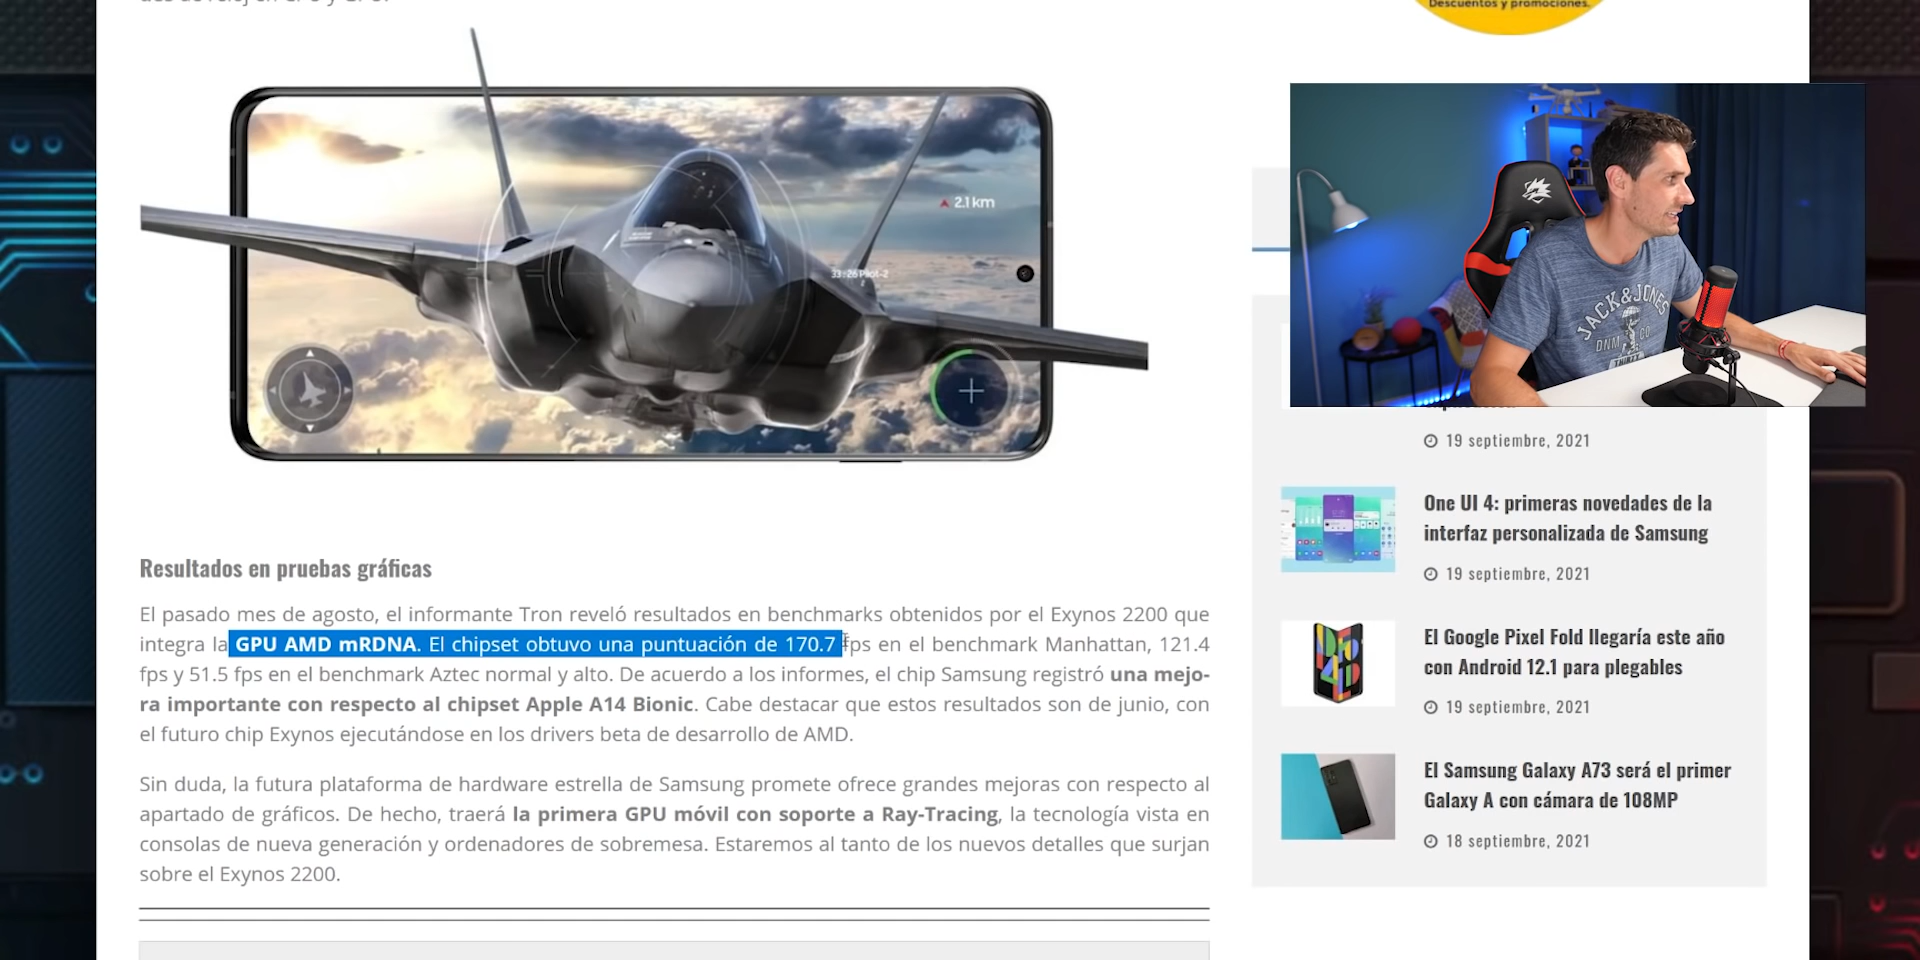 Descuentos y promociones.
2.1 km
33:26 Pilot-2
2
JACK & JONES
DNM CO
Resultados en pruebas gráficas
El pasado mes de agosto, el informante Tron reveló resultados en benchmarks obtenidos por el Exynos 2200 que
integra la GPU AMD mRDNA. El chipset obtuvo una puntuación de 170.7 fps en el benchmark Manhattan, 121.4
fps y 51.5 fps en el benchmark Aztec normal y alto. De acuerdo a los informes, el chip Samsung registró una mejo-
ra importante con respecto al chipset Apple A14 Bionic. Cabe destacar que estos resultados son de junio, con
el futuro chip Exynos ejecutándose en los drivers beta de desarrollo de AMD.
Sin duda, la futura plataforma de hardware estrella de Samsung promete ofrece grandes mejoras con respecto al
apartado de gráficos. De hecho, traerá la primera GPU móvil con soporte a Ray-Tracing, la tecnología vista en
consolas de nueva generación y ordenadores de sobremesa. Estaremos al tanto de los nuevos detalles que surjan
sobre el Exynos 2200.
19 septiembre, 2021
One UI 4: primeras novedades de la
interfaz personalizada de Samsung
19 septiembre, 2021
El Google Pixel Fold llegaría este año
con Android 12.1 para plegables
19 septiembre, 2021
El Samsung Galaxy A73 será el primer
Galaxy A con cámara de 108MP
18 septiembre, 2021